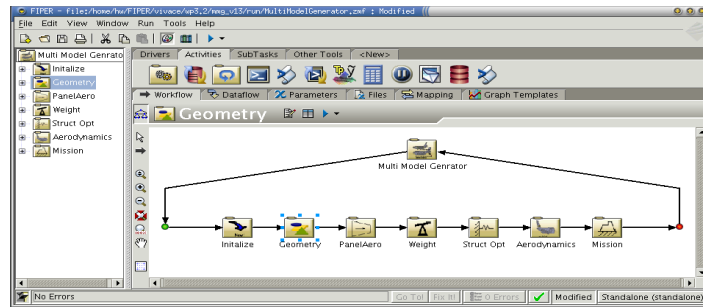 FIPER - file:/home/hw/FIPER/vivace/wp3.2/mmg_v13/run/MultiModelGenerator.zmf : Modified
File Edit View Window Run Tools Help
Multi Model Genrato
Initalize
Geometry
PanelAero
Weight
Struct Opt
Aerodynamics
Mission
Drivers Activities SubTasks Other Tools <New>
Workflow Dataflow Parameters Files Mapping Graph Templates
Geometry
Multi Model Genrator
Initalize Geometry PanelAero Weight Struct Opt Aerodynamics Mission
No Errors Go To! Fix It! 0 Errors Modified Standalone (standalone)